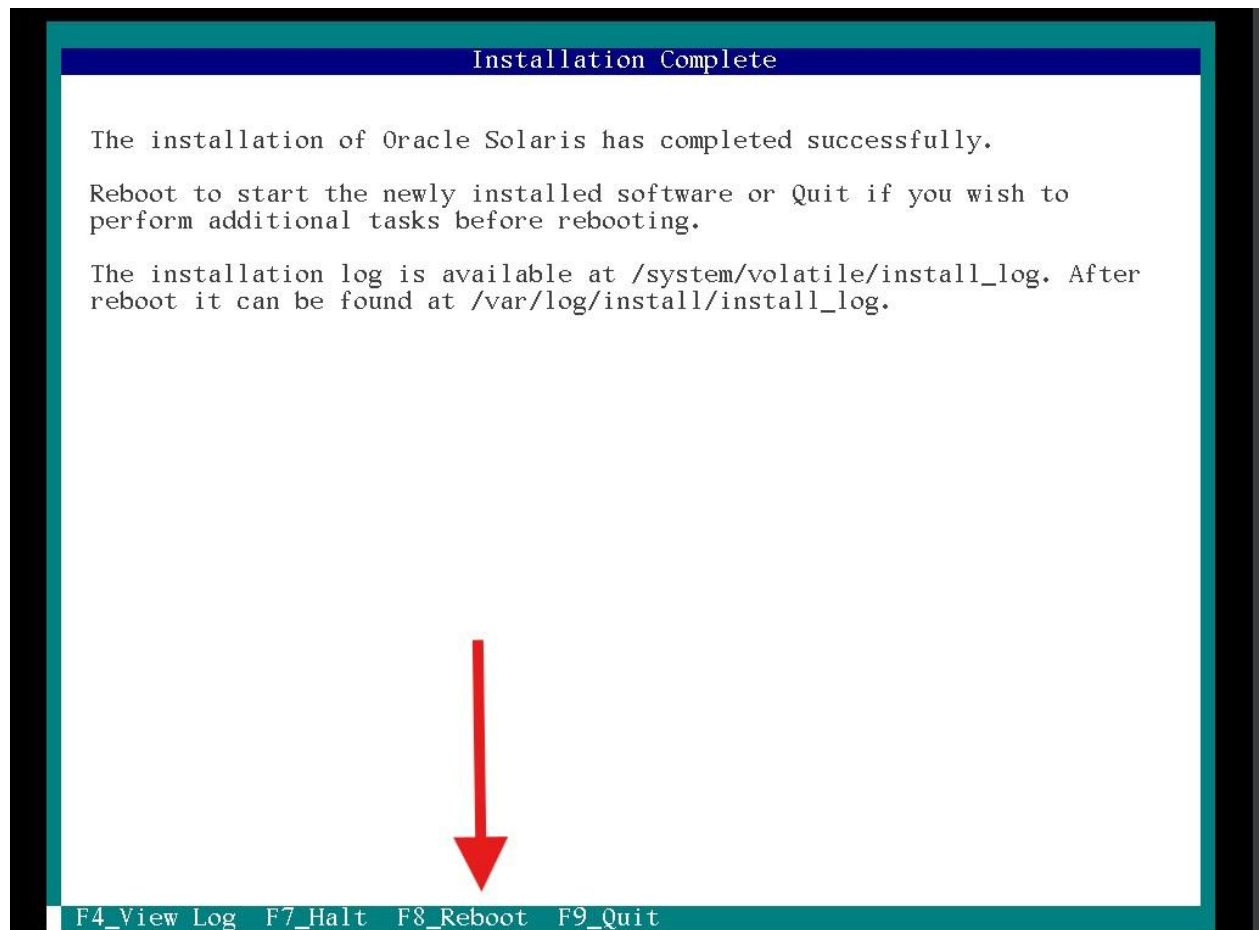 Installation Complete
The installation of Oracle Solaris has completed successfully.
Reboot to start the newly installed software or Quit if you wish to
perform additional tasks before rebooting.
The installation log is available at /system/volatile/install_log. After
reboot it can be found at /var/log/install/install_log.
F4_View Log F7_Halt F8_Reboot F9_Quit